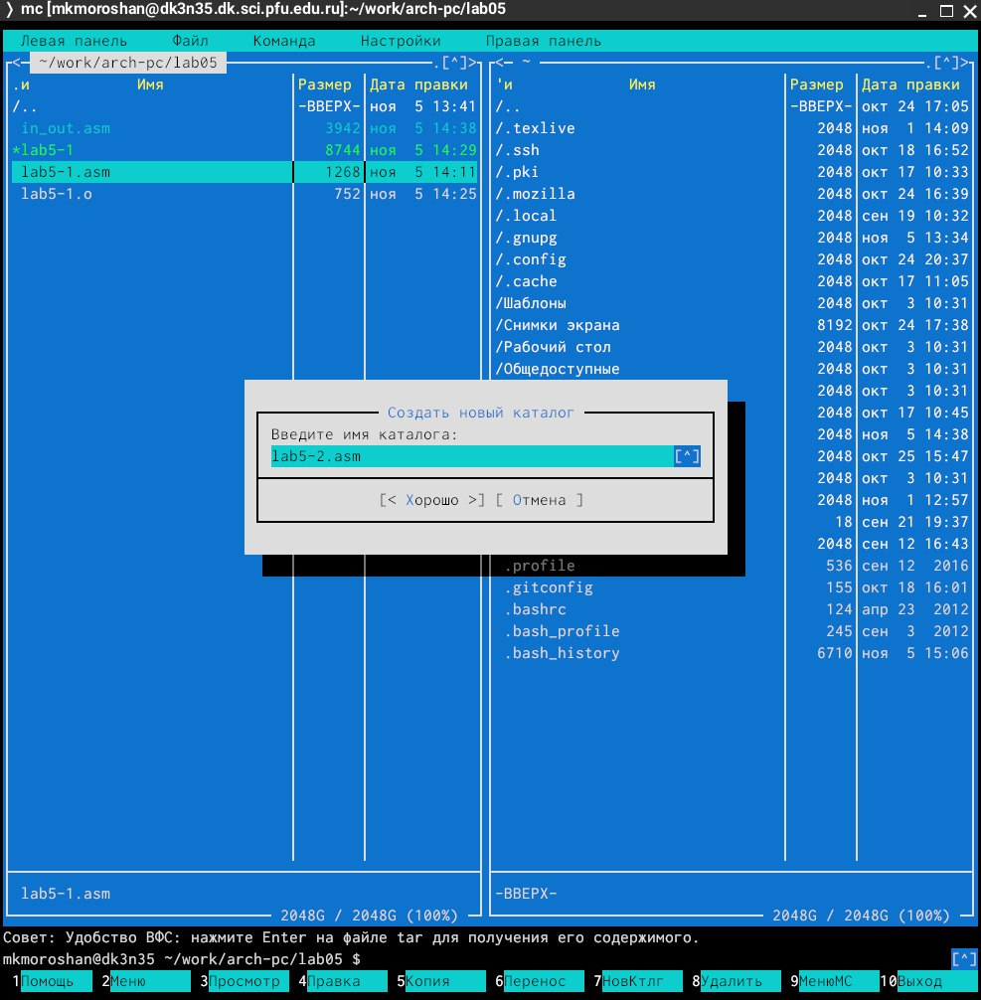 ❭ mc [mkmoroshan@dk3n35.dk.sci.pfu.edu.ru]:~/work/arch-pc/lab05
Левая панель Файл Команда Настройки Правая панель
<— ~/work/arch-pc/lab05 .[^]> <— ~ .[^]>
.и Имя Размер Дата правки 'и Имя Размер Дата правки
/.. -ВВЕРХ- ноя 5 13:41 /.. -ВВЕРХ- окт 24 17:05
in_out.asm 3942 ноя 5 14:38 /.texlive 2048 ноя 1 14:09
*lab5-1 8744 ноя 5 14:29 /.ssh 2048 окт 18 16:52
lab5-1.asm 1268 ноя 5 14:11 /.pki 2048 окт 17 10:33
lab5-1.o 752 ноя 5 14:25 /.mozilla 2048 окт 24 16:39
/.local 2048 сен 19 10:32
/.gnupg 2048 ноя 5 13:34
/.config 2048 окт 24 20:37
/.cache 2048 окт 17 11:05
/Шаблоны 2048 окт 3 10:31
/Снимки экрана 8192 окт 24 17:38
/Рабочий стол 2048 окт 3 10:31
/Общедоступные 2048 окт 3 10:31
2048 окт 3 10:31
Создать новый каталог 2048 окт 17 10:45
Введите имя каталога: 2048 ноя 5 14:38
lab5-2.asm [^] 2048 окт 25 15:47
2048 окт 3 10:31
[< Хорошо >] [ Отмена ] 2048 ноя 1 12:57
18 сен 21 19:37
2048 сен 12 16:43
.profile 536 сен 12 2016
.gitconfig 155 окт 18 16:01
.bashrc 124 апр 23 2012
.bash_profile 245 сен 3 2012
.bash_history 6710 ноя 5 15:06
lab5-1.asm -ВВЕРХ-
2048G / 2048G (100%) 2048G / 2048G (100%)
Совет: Удобство ВФС: нажмите Enter на файле tar для получения его содержимого.
mkmoroshan@dk3n35 ~/work/arch-pc/lab05 $ [^]
1Помощь 2Меню 3Просмотр 4Правка 5Копия 6Перенос 7НовКтлг 8Удалить 9МенюMC 10Выход